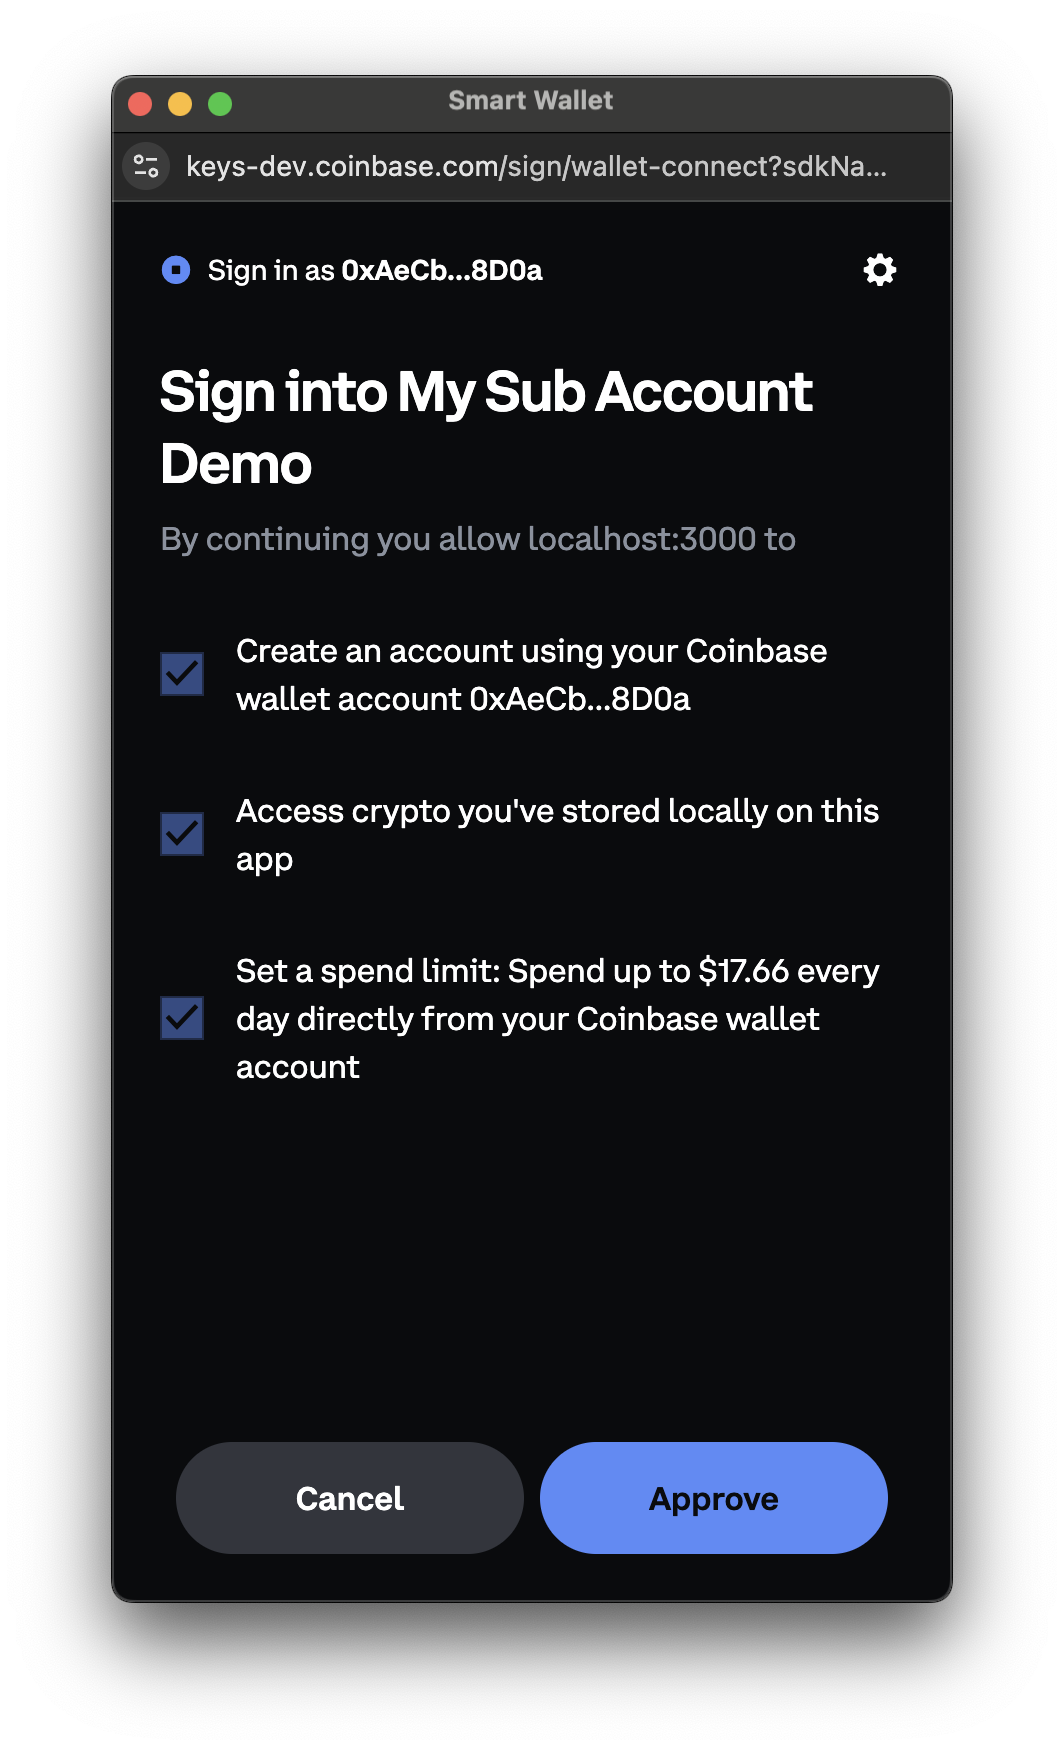 Smart Wallet
keys-dev.coinbase.com/sign/wallet-connect?sdkNa...
Sign in as 0xAeCb...8D0a
Sign into My Sub Account
Demo
By continuing you allow localhost:3000 to
Create an account using your Coinbase
wallet account 0xAeCb...8D0a
Access crypto you've stored locally on this
app
Set a spend limit: Spend up to $17.66 every
day directly from your Coinbase wallet
account
Cancel
Approve